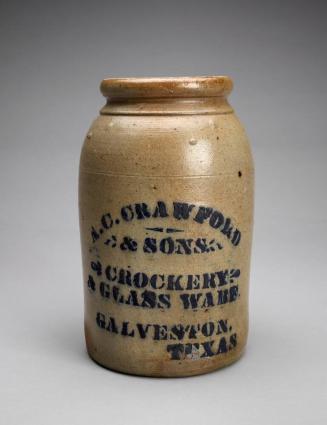 A.C. CRAWFORD
& SONS.
CROCKERY
& GLASS WARE.
GALVESTON,
TEXAS